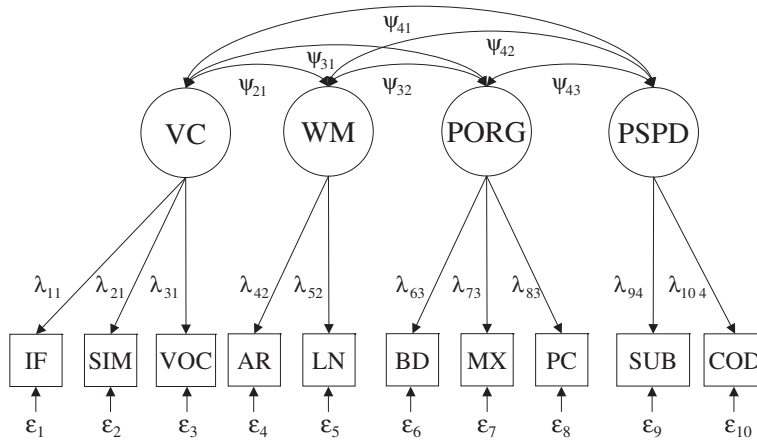 ψ41
ψ31 ψ42
ψ21 ψ32 ψ43
VC WM PORG PSPD
λ11 λ21 λ31 λ42 λ52 λ63 λ73 λ83 λ94 λ10 4
IF SIM VOC AR LN BD MX PC SUB COD
ε1 ε2 ε3 ε4 ε5 ε6 ε7 ε8 ε9 ε10